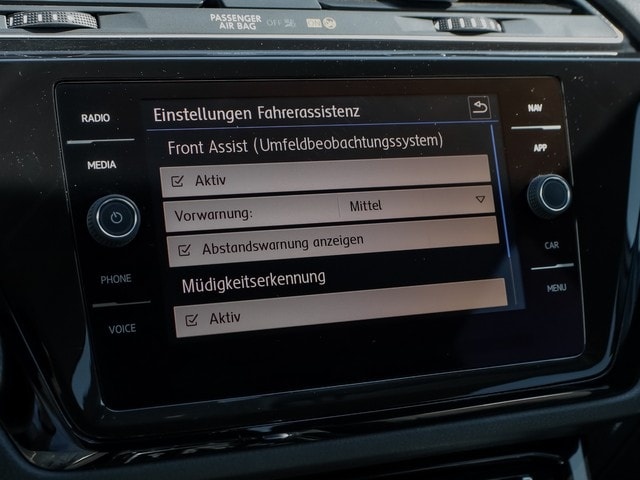 PASSENGER
AIR BAG OFF ON
RADIO
MEDIA
PHONE
VOICE
Einstellungen Fahrerassistenz
Front Assist (Umfeldbeobachtungssystem)
Aktiv
Vorwarnung: Mittel
Abstandswarnung anzeigen
Müdigkeitserkennung
Aktiv
NAV
APP
CAR
MENU